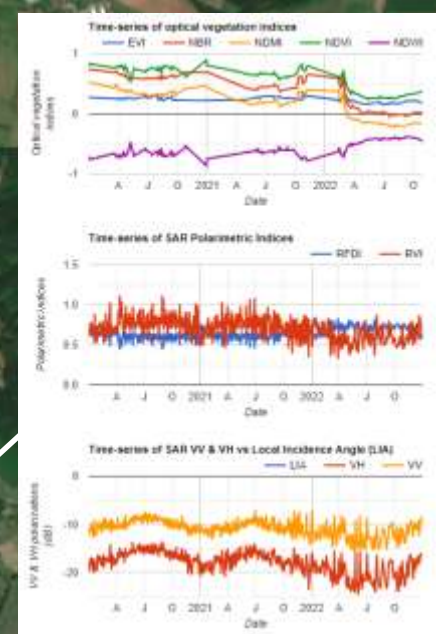 Time-series of optical vegetation indices
EVI NBR NDMI NDVI NDWI
Optical vegetation
indices
1
0
-1
A J O 2021 A J O 2022 A J O
Date
Time-series of SAR Polarimetric Indices
RFDI RVI
Polarimetric Indices
1.5
1.0
0.5
0.0
A J O 2021 A J O 2022 A J O
Date
Time-series of SAR VV & VH vs Local Incidence Angle (LIA)
LIA VH VV
VV & VH polarizations
(dB)
0
-10
-20
A J O 2021 A J O 2022 A J O
Date